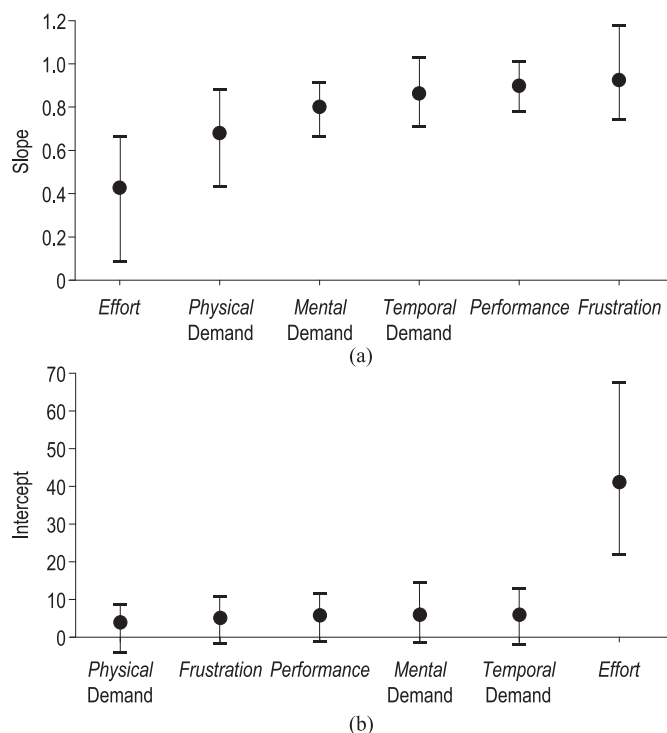 1.2
1.0
0.8
0.6
0.4
0.2
0
Slope
Effort Physical Mental Temporal Performance Frustration
Demand Demand Demand
(a)
70
60
50
40
30
20
10
0
Intercept
Physical Frustration Performance Mental Temporal Effort
Demand Demand Demand
(b)